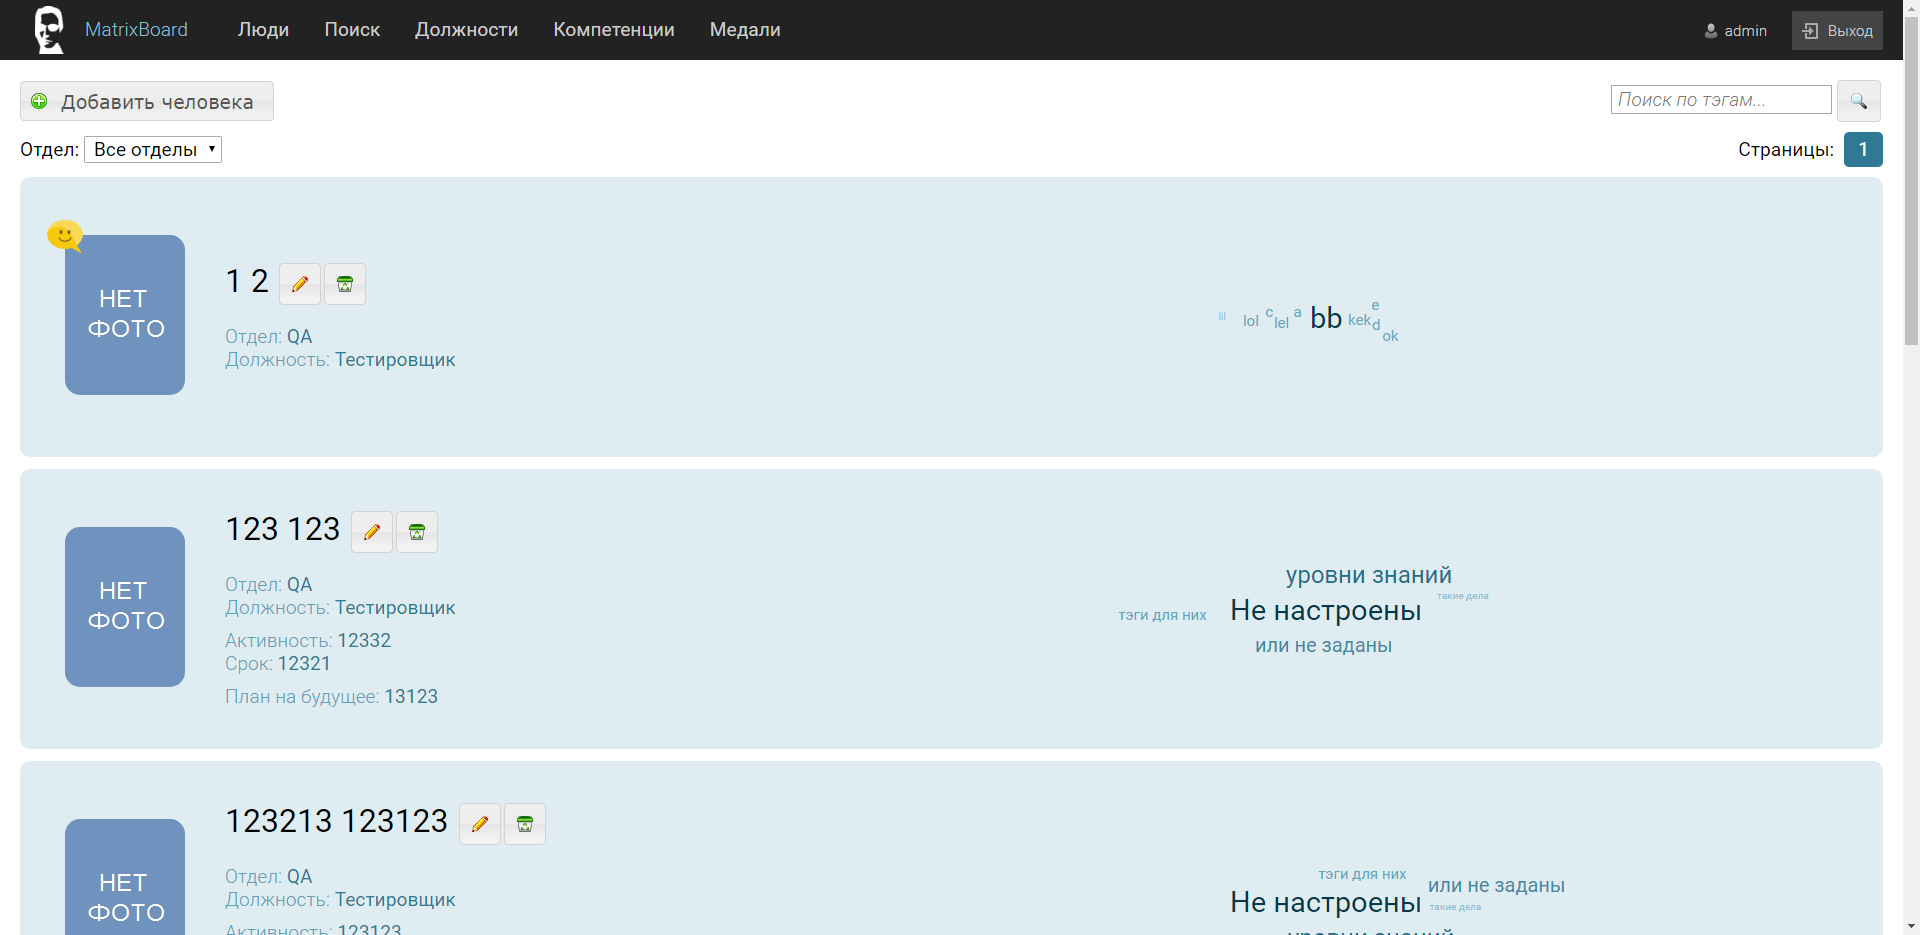 MatrixBoard Люди Поиск Должности Компетенции Медали admin Выход
Добавить человека
Поиск по тэгам...
Отдел: Все отделы
Страницы: 1
НЕТ ФОТО
1 2
Отдел: QA
Должность: Тестировщик
lil lol c lel a bb kek e d ok
НЕТ ФОТО
123 123
Отдел: QA
Должность: Тестировщик
Активность: 12332
Срок: 12321
План на будущее: 13123
уровни знаний
такие дела
тэги для них
Не настроены
или не заданы
НЕТ ФОТО
123213 123123
Отдел: QA
Должность: Тестировщик
Активность: 123123
тэги для них
или не заданы
Не настроены
такие дела
уровни знаний